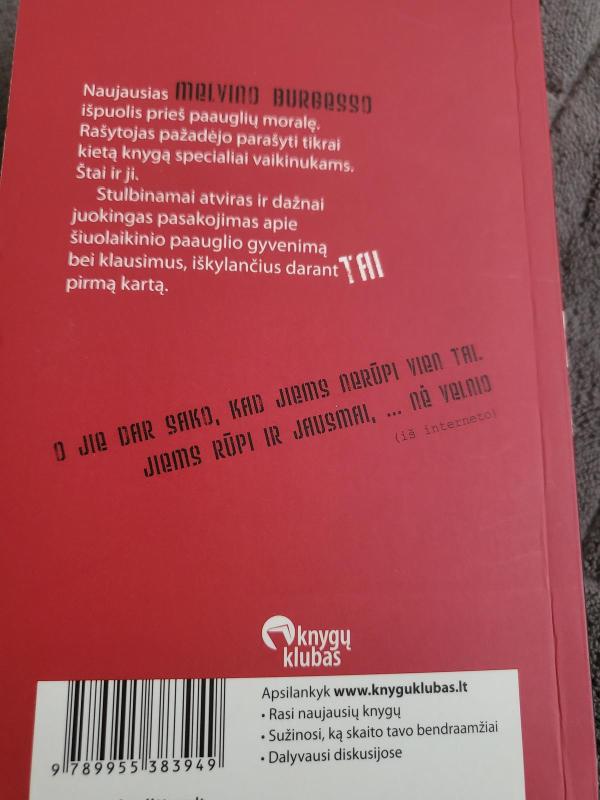 Naujausias MELVINO BURGESSO
išpuolis prieš paauglių moralę.
Rašytojas pažadėjo parašyti tikrai
kietą knygą specialiai vaikinukams.
Štai ir ji.
Stulbinamai atviras ir dažnai
juokingas pasakojimas apie
šiuolaikinio paauglio gyvenimą
bei klausimus, iškylančius darant TAI
pirmą kartą.
O JIE DAR SAKO, KAD JIEMS NERŪPI VIEN TAI.
JIEMS RŪPI IR JAUSMAI, ... NĖ VELNIO
(iš interneto)
knygų
klubas
Apsilankyk www.knyguklubas.lt
• Rasi naujausių knygų
• Sužinosi, ką skaito tavo bendraamžiai
• Dalyvausi diskusijose
9 789955 383949